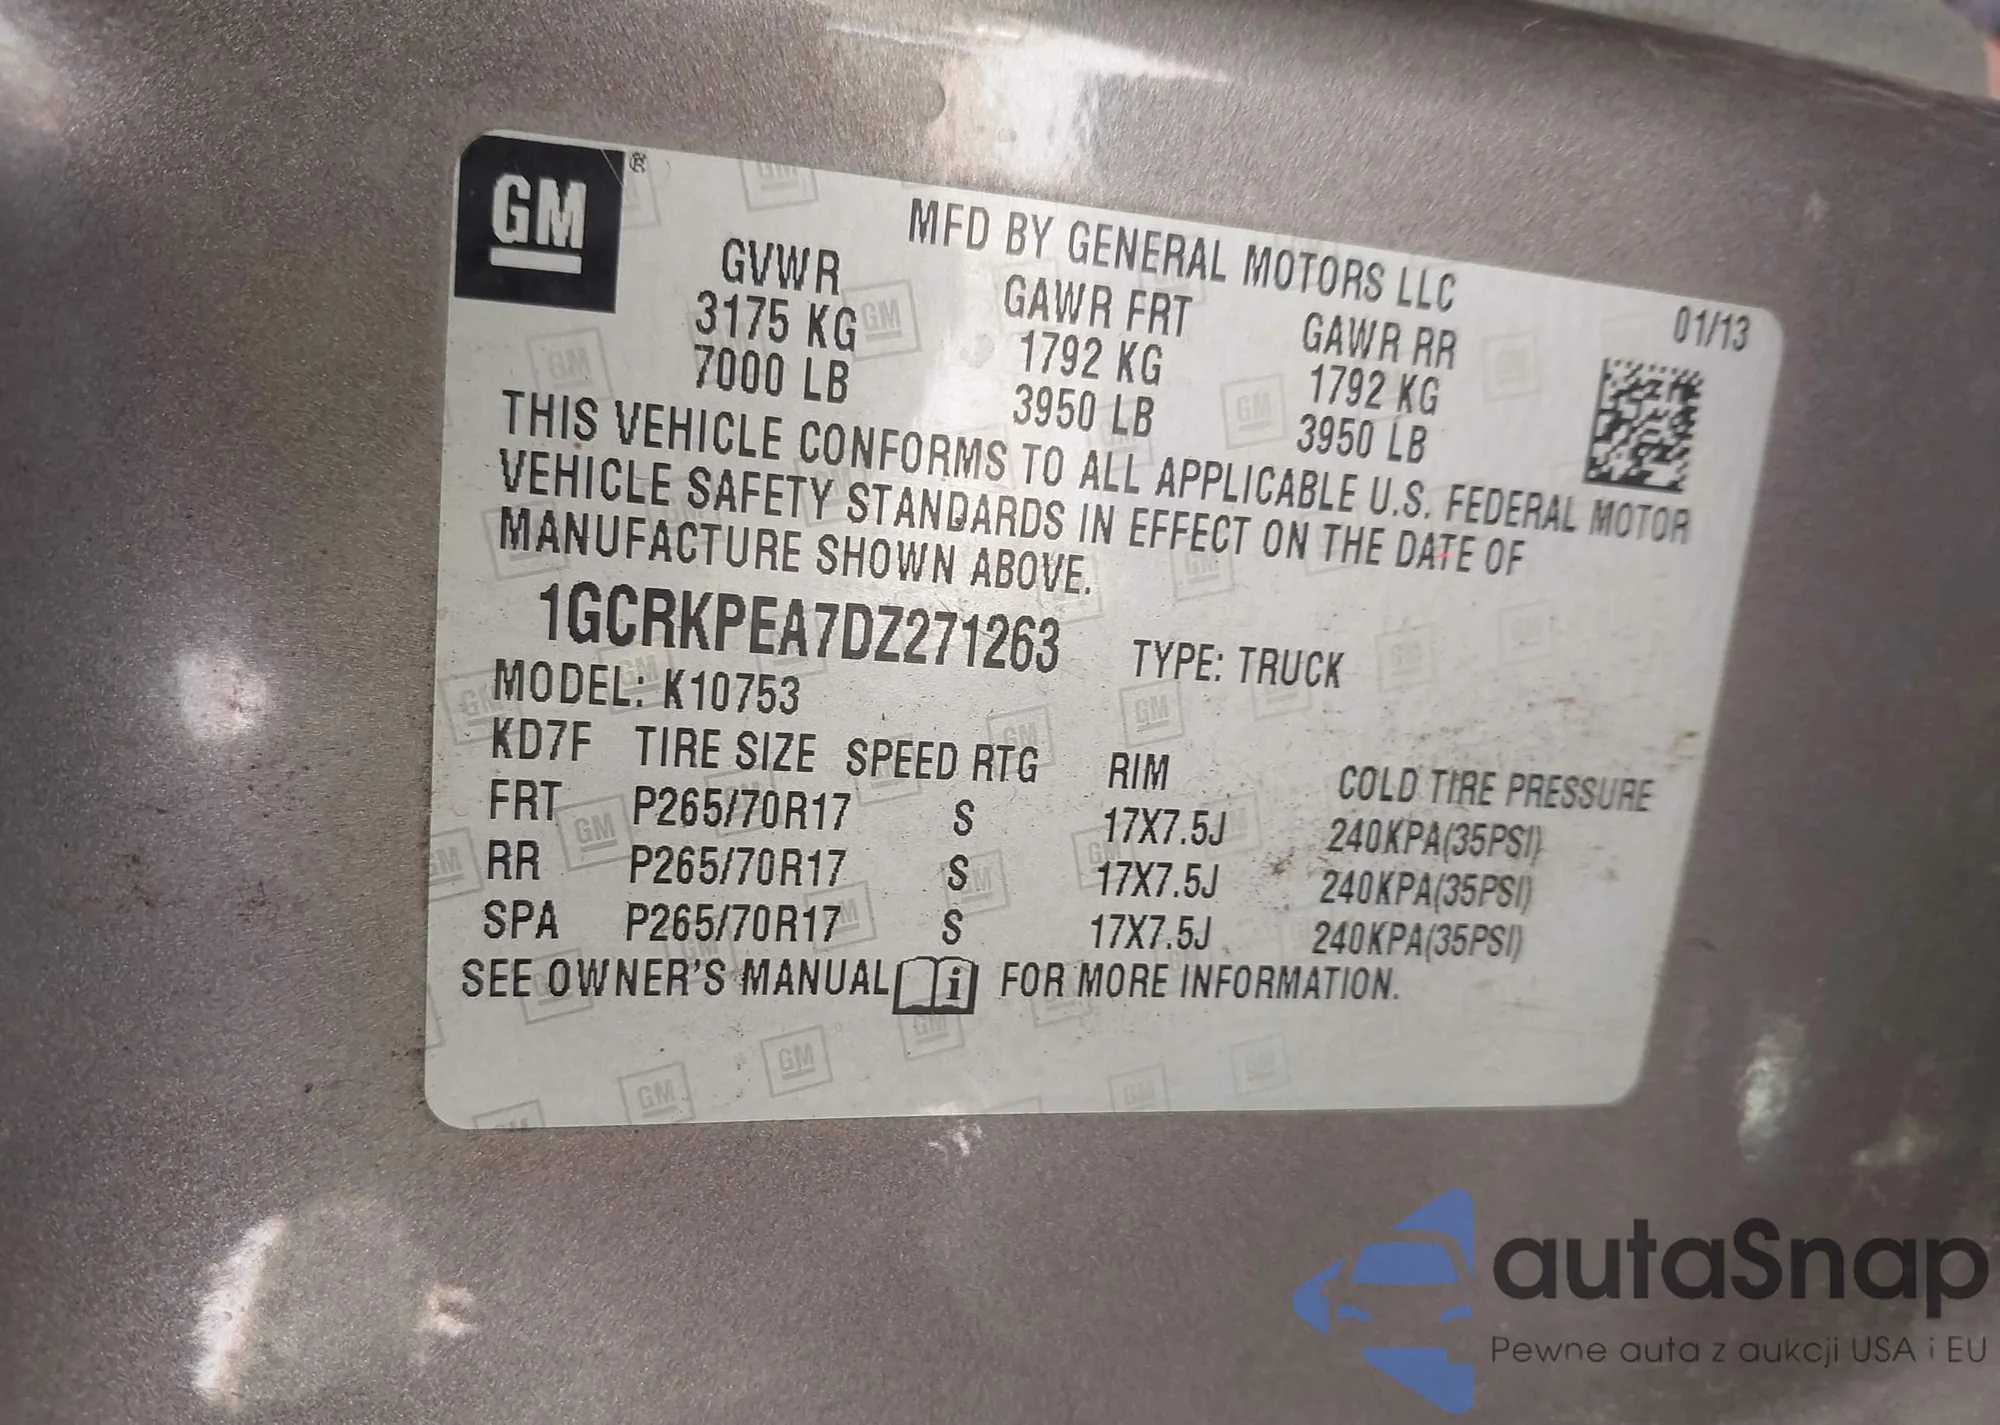 GM ®
MFD BY GENERAL MOTORS LLC
01/13
GVWR GAWR FRT GAWR RR
3175 KG 1792 KG 1792 KG
7000 LB 3950 LB 3950 LB
THIS VEHICLE CONFORMS TO ALL APPLICABLE U.S. FEDERAL MOTOR
VEHICLE SAFETY STANDARDS IN EFFECT ON THE DATE OF
MANUFACTURE SHOWN ABOVE.
1GCRKPEA7DZ271263 TYPE: TRUCK
MODEL: K10753
KD7F TIRE SIZE SPEED RTG RIM COLD TIRE PRESSURE
FRT P265/70R17 S 17X7.5J 240KPA(35PSI)
RR P265/70R17 S 17X7.5J 240KPA(35PSI)
SPA P265/70R17 S 17X7.5J 240KPA(35PSI)
SEE OWNER'S MANUAL i FOR MORE INFORMATION.
autaSnap
Pewne auta z aukcji USA i EU